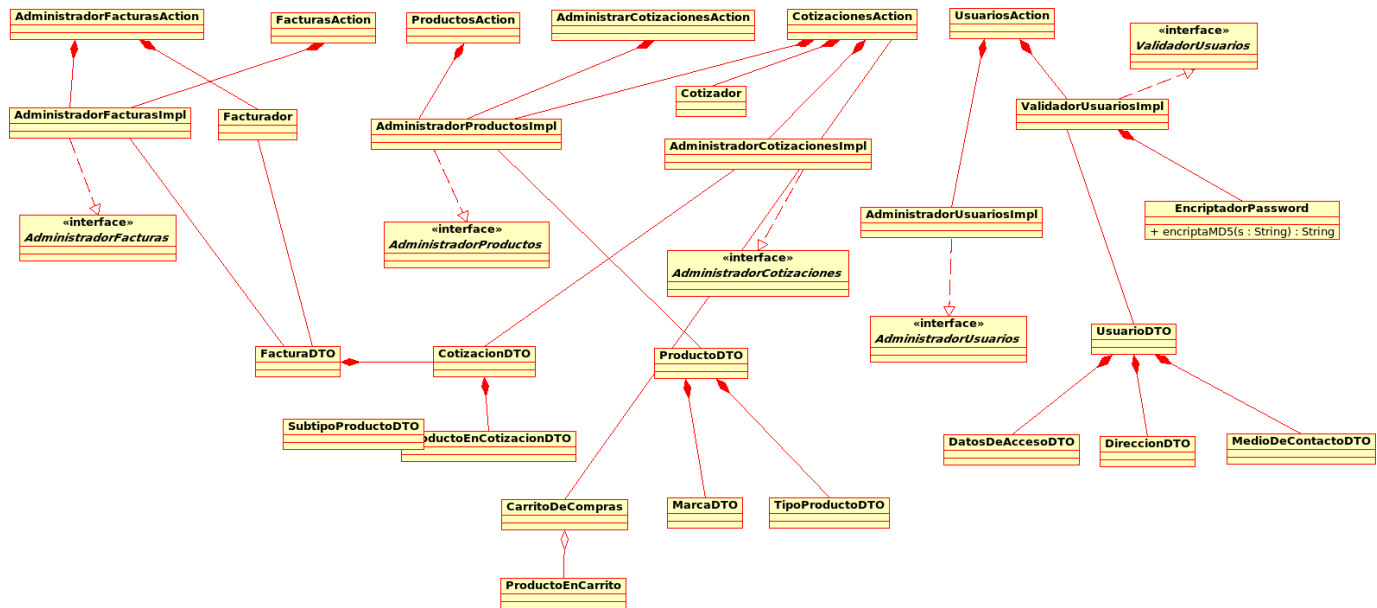 AdministradorFacturasAction
FacturasAction
ProductosAction
AdministrarCotizacionesAction
CotizacionesAction
UsuariosAction
«interface»
ValidadorUsuarios
AdministradorFacturasImpl
Facturador
AdministradorProductosImpl
Cotizador
AdministradorCotizacionesImpl
ValidadorUsuariosImpl
«interface»
AdministradorFacturas
«interface»
AdministradorProductos
«interface»
AdministradorCotizaciones
AdministradorUsuariosImpl
EncriptadorPassword
+ encriptaMD5(s : String) : String
«interface»
AdministradorUsuarios
UsuarioDTO
FacturaDTO
CotizacionDTO
ProductoDTO
SubtipoProductoDTO
oductoEnCotizacionDTO
DatosDeAccesoDTO
DireccionDTO
MedioDeContactoDTO
CarritoDeCompras
MarcaDTO
TipoProductoDTO
ProductoEnCarrito